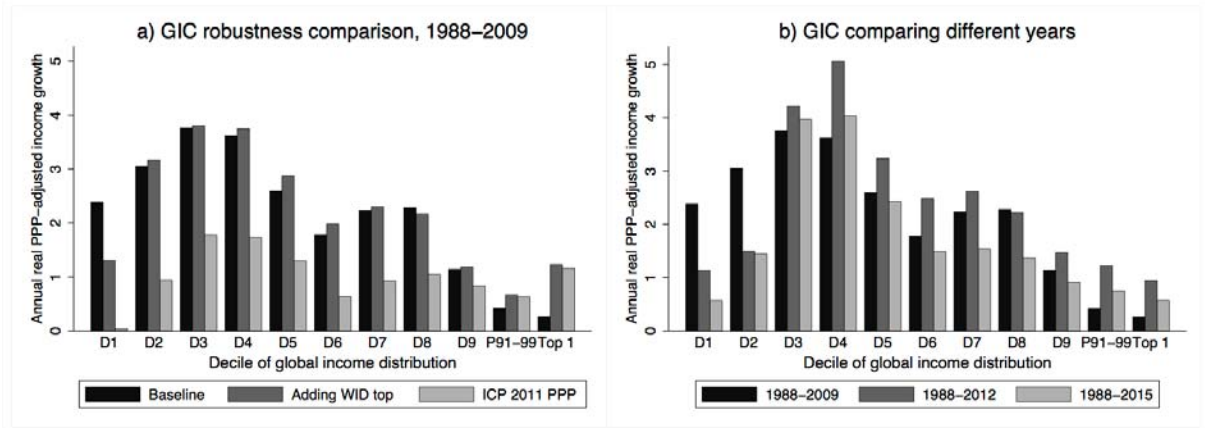 a) GIC robustness comparison, 1988–2009
Annual real PPP-adjusted income growth
5
4
3
2
1
0
D1 D2 D3 D4 D5 D6 D7 D8 D9 P91–99 Top 1
Decile of global income distribution
Baseline Adding WID top ICP 2011 PPP
b) GIC comparing different years
Annual real PPP-adjusted income growth
5
4
3
2
1
0
D1 D2 D3 D4 D5 D6 D7 D8 D9 P91–99 Top 1
Decile of global income distribution
1988–2009 1988–2012 1988–2015